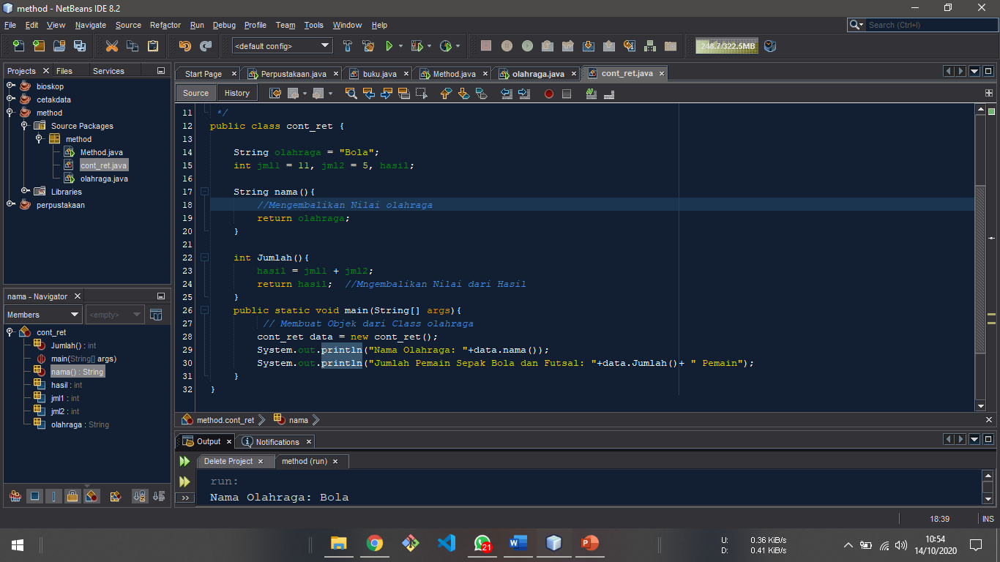 method - NetBeans IDE 8.2
File Edit View Navigate Source Refactor Run Debug Profile Team Tools Window Help
Search (Ctrl+I)
<default config>
248.7/322.5MB
Projects Files Services
bioskop
cetakdata
method
Source Packages
method
Method.java
cont_ret.java
olahraga.java
Libraries
perpustakaan
nama - Navigator
Members
<empty>
cont_ret
Jumlah() : int
main(String[] args)
nama() : String
hasil : int
jml1 : int
jml2 : int
olahraga : String
Start Page Perpustakaan.java buku.java Method.java olahraga.java cont_ret.java
Source History
11 */
12 public class cont_ret {
13
14 String olahraga = "Bola";
15 int jml1 = 11, jml2 = 5, hasil;
16
17 String nama(){
18 //Mengembalikan Nilai olahraga
19 return olahraga;
20 }
21
22 int Jumlah(){
23 hasil = jml1 + jml2;
24 return hasil; //Mngembalikan Nilai dari Hasil
25 }
26 public static void main(String[] args){
27 // Membuat Objek dari Class olahraga
28 cont_ret data = new cont_ret();
29 System.out.println("Nama Olahraga: "+data.nama());
30 System.out.println("Jumlah Pemain Sepak Bola dan Futsal: "+data.Jumlah()+ " Pemain");
31 }
32 }
method.cont_ret nama
Output Notifications
Delete Project method (run)
run:
Nama Olahraga: Bola
18:39 INS
21
U: 0.36 KiB/s
D: 0.41 KiB/s
10:54
14/10/2020